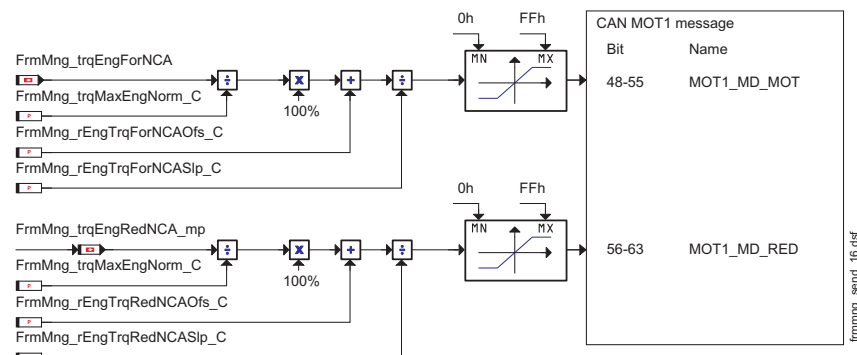 0h FFh
CAN MOT1 message
Bit Name
FrmMng_trqEngForNCA
MN MX
48-55 MOT1_MD_MOT
FrmMng_trqMaxEngNorm_C
100%
P
FrmMng_rEngTrqForNCAOfs_C
P
FrmMng_rEngTrqForNCASlp_C
P
0h FFh
FrmMng_trqEngRedNCA_mp
MN MX
56-63 MOT1_MD_RED
FrmMng_trqMaxEngNorm_C
100%
P
FrmMng_rEngTrqRedNCAOfs_C
P
FrmMng_rEngTrqRedNCASlp_C
frmmng_send_16.dsf